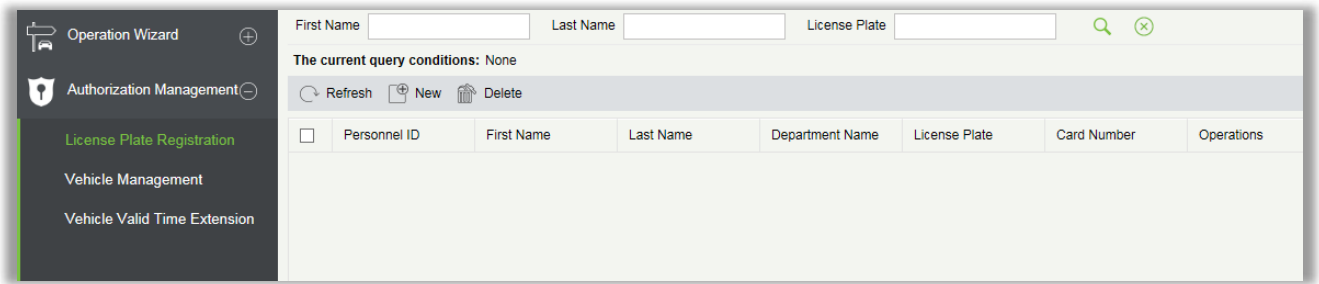 Operation Wizard
Authorization Management
License Plate Registration
Vehicle Management
Vehicle Valid Time Extension
First Name Last Name License Plate
The current query conditions: None
Refresh New Delete
Personnel ID First Name Last Name Department Name License Plate Card Number Operations